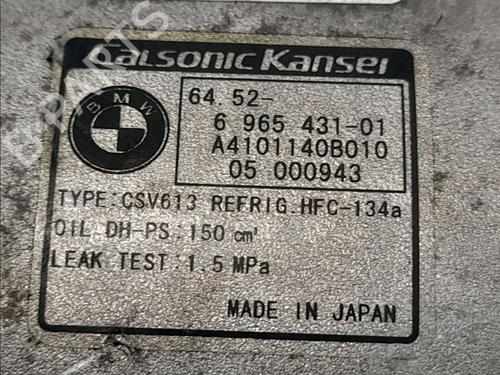 CALSONIC KANSEI
BMW
64.52-
6 965 431-01
A4101140B010
05 000943
TYPE:CSV613 REFRIG.HFC-134a
OIL DH-PS:150 cm³
LEAK TEST: 1.5 MPa
MADE IN JAPAN
B-PARTS